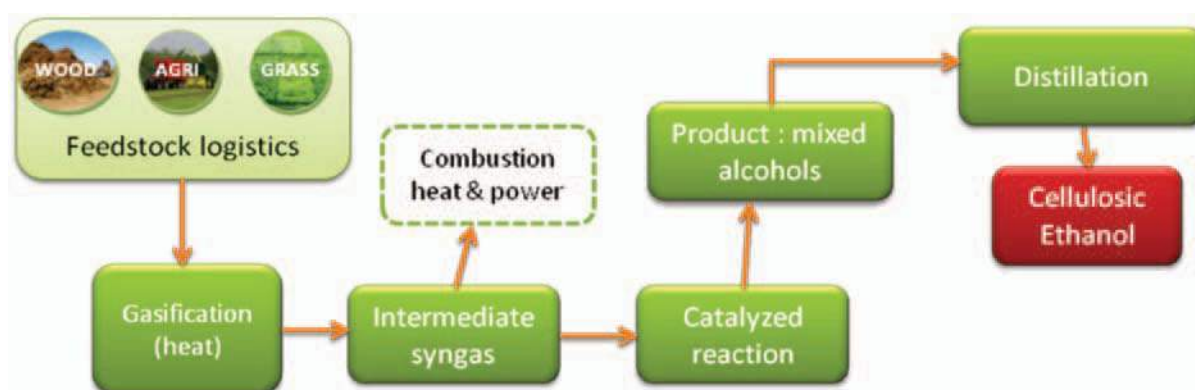 WOOD
AGRI
GRASS
Feedstock logistics
Gasification
(heat)
Intermediate
syngas
Combustion
heat & power
Catalyzed
reaction
Product : mixed
alcohols
Distillation
Cellulosic
Ethanol